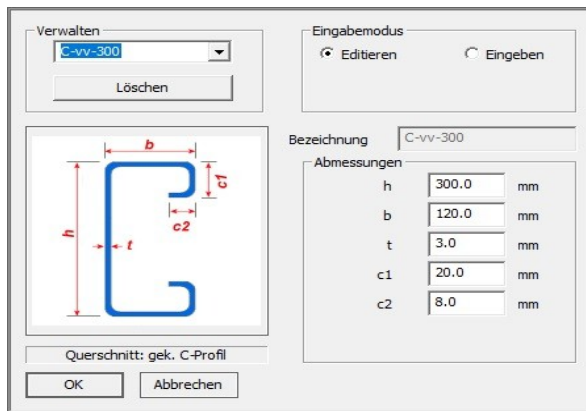 Verwalten
C-vv-300
Löschen
Eingabemodus
Editieren
Eingeben
b
c1
c2
h
t
Querschnitt: gek. C-Profil
Bezeichnung C-vv-300
Abmessungen
h 300.0 mm
b 120.0 mm
t 3.0 mm
c1 20.0 mm
c2 8.0 mm
OK
Abbrechen